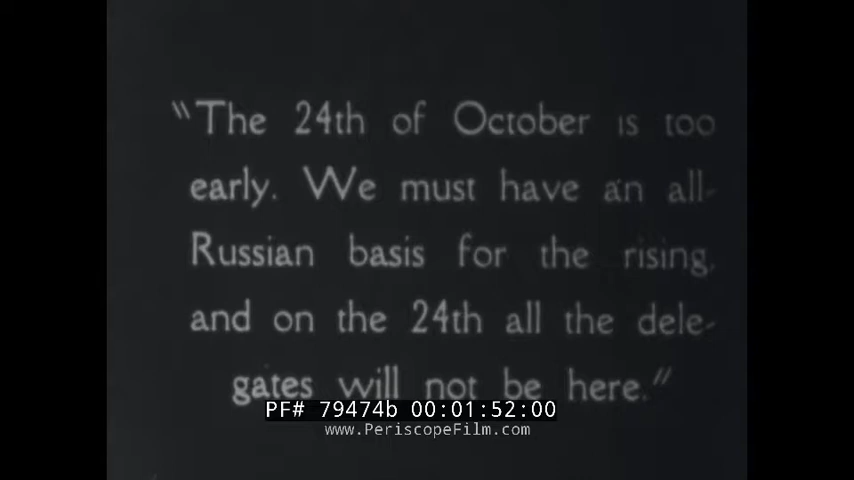 "The 24th of October is too
early. We must have an all-
Russian basis for the rising,
and on the 24th all the dele-
gates will not be here."
PF# 79474b 00:01:52:00
www.PeriscopeFilm.com